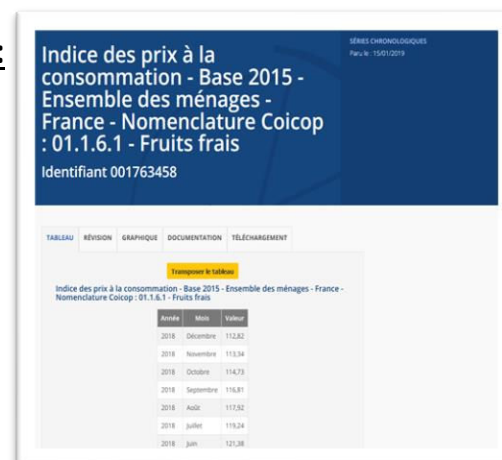 :
Indice des prix à la
consommation - Base 2015 -
Ensemble des ménages -
France - Nomenclature Coicop
: 01.1.6.1 - Fruits frais
Identifiant 001763458
SÉRIES CHRONOLOGIQUES
Paru le : 15/01/2019
TABLEAU RÉVISION GRAPHIQUE DOCUMENTATION TÉLÉCHARGEMENT
Transposer le tableau
Indice des prix à la consommation - Base 2015 - Ensemble des ménages - France -
Nomenclature Coicop : 01.1.6.1 - Fruits frais
Année Mois Valeur
2018 Décembre 112,82
2018 Novembre 113,34
2018 Octobre 114,73
2018 Septembre 116,81
2018 Août 117,92
2018 Juillet 119,24
2018 Juin 121,38